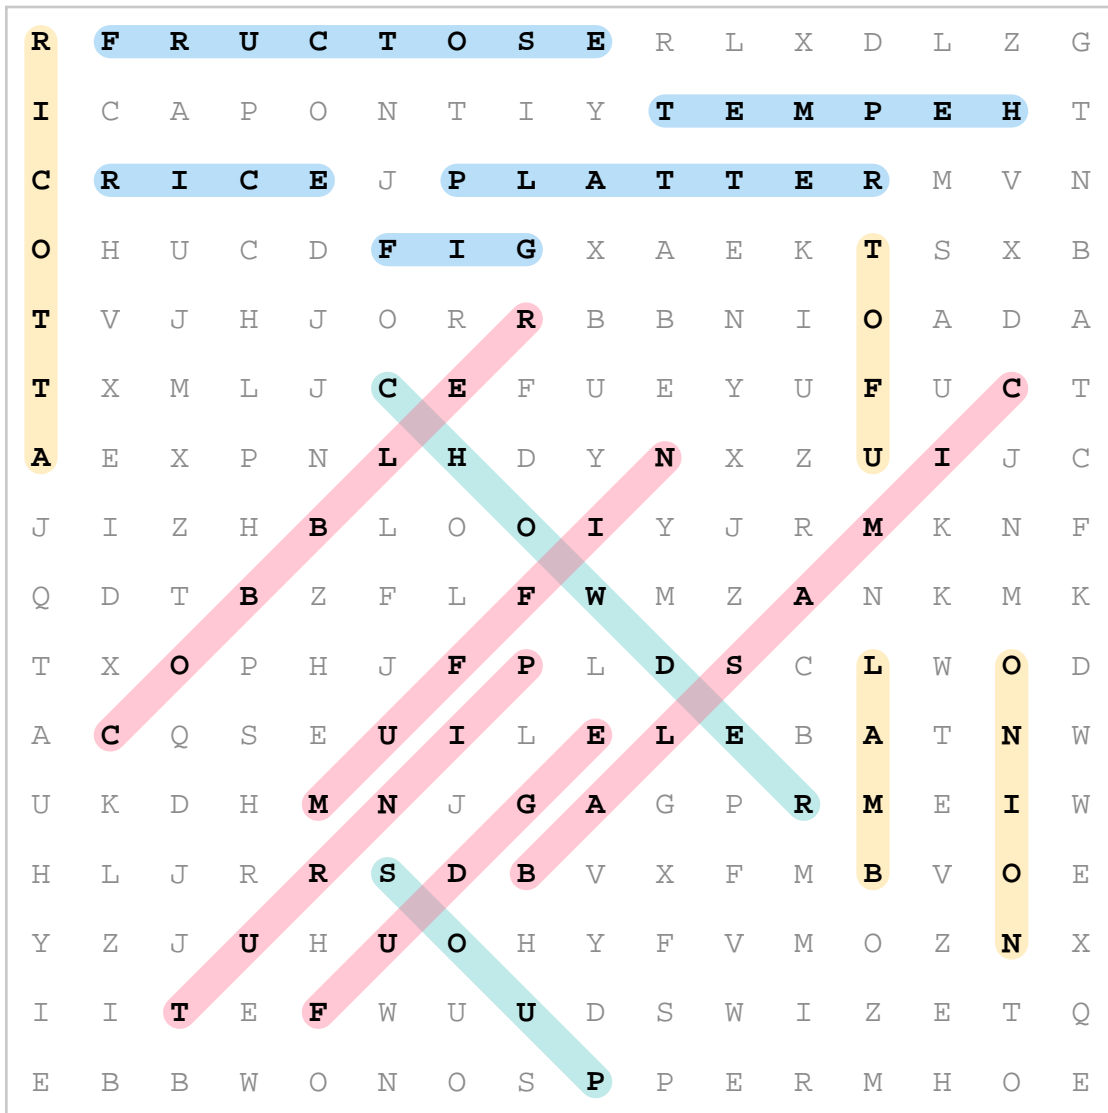 R F R U C T O S E R L X D L Z G
I C A P O N T I Y T E M P E H T
C R I C E J P L A T T E R M V N
O H U C D F I G X A E K T S X B
T V J H J O R R B B N I O A D A
T X M L J C E F U E Y U F U C T
A E X P N L H D Y N X Z U I J C
J I Z H B L O O I Y J R M K N F
Q D T B Z F L F W M Z A N K M K
T X O P H J F P L D S C L W O D
A C Q S E U I L E L E B A T N W
U K D H M N J G A G P R M E I W
H L J R R S D B V X F M B V O E
Y Z J U H U O H Y F V M O Z N X
I I T E F W U U D S W I Z E T Q
E B B W O N O S P P E R M H O E